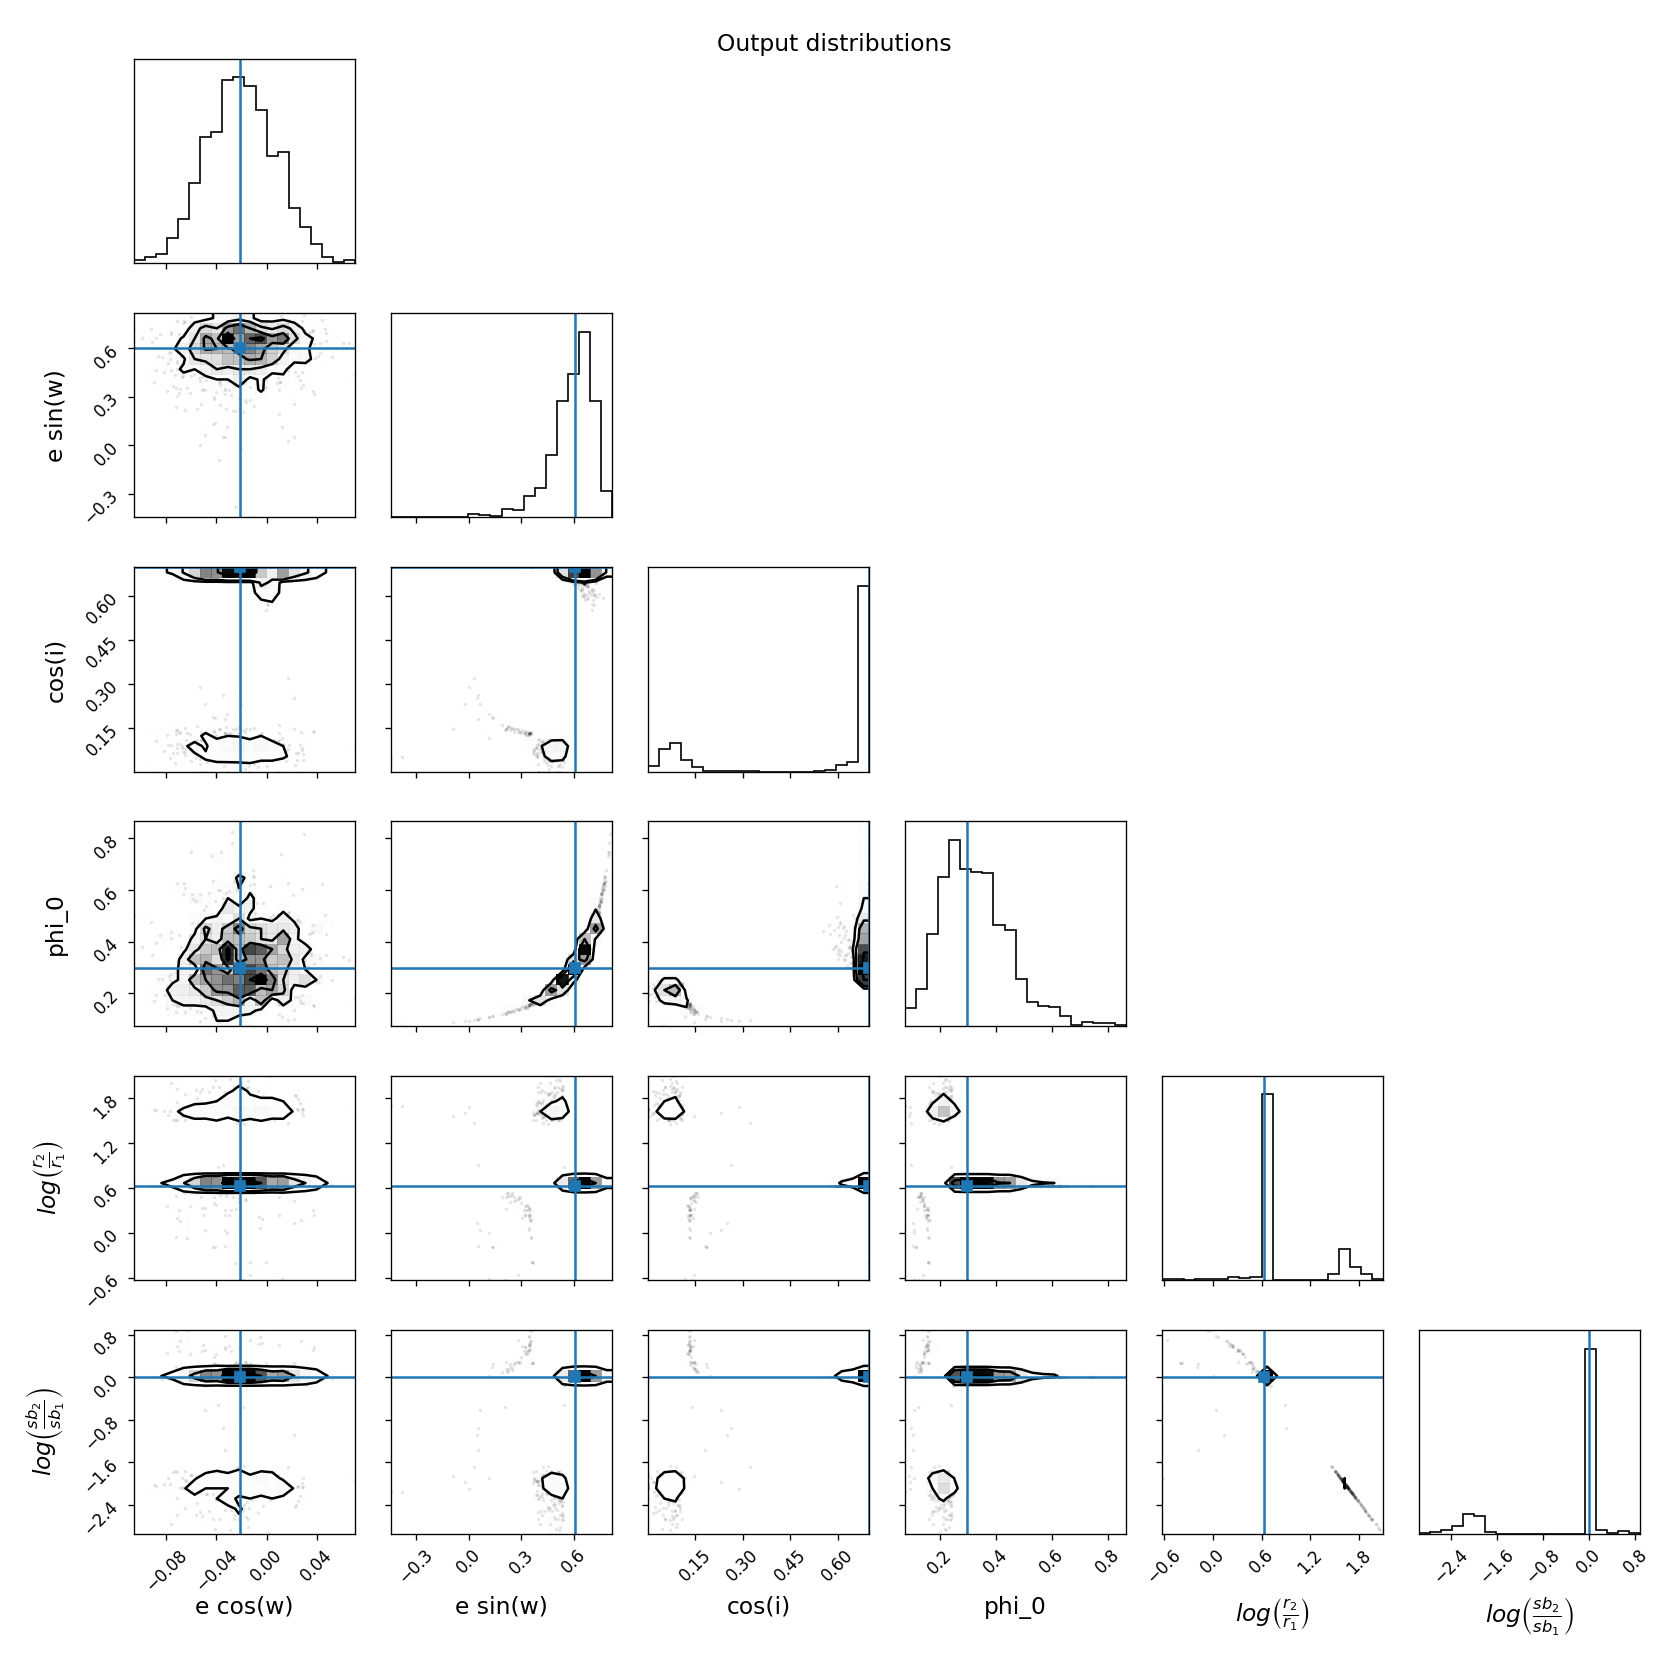 Output distributions
e sin(w)
0.6
0.3
0.0
−0.3
cos(i)
0.60
0.45
0.30
0.15
phi_0
0.8
0.6
0.4
0.2
log(r₂/r₁)
1.8
1.2
0.6
0.0
−0.6
log(sb₂/sb₁)
0.8
0.0
−0.8
−1.6
−2.4
−0.08 −0.04 0.00 0.04
−0.3 0.0 0.3 0.6
0.15 0.30 0.45 0.60
0.2 0.4 0.6 0.8
−0.6 0.0 0.6 1.2 1.8
−2.4 −1.6 −0.8 0.0 0.8
e cos(w)
e sin(w)
cos(i)
phi_0
log(r₂/r₁)
log(sb₂/sb₁)